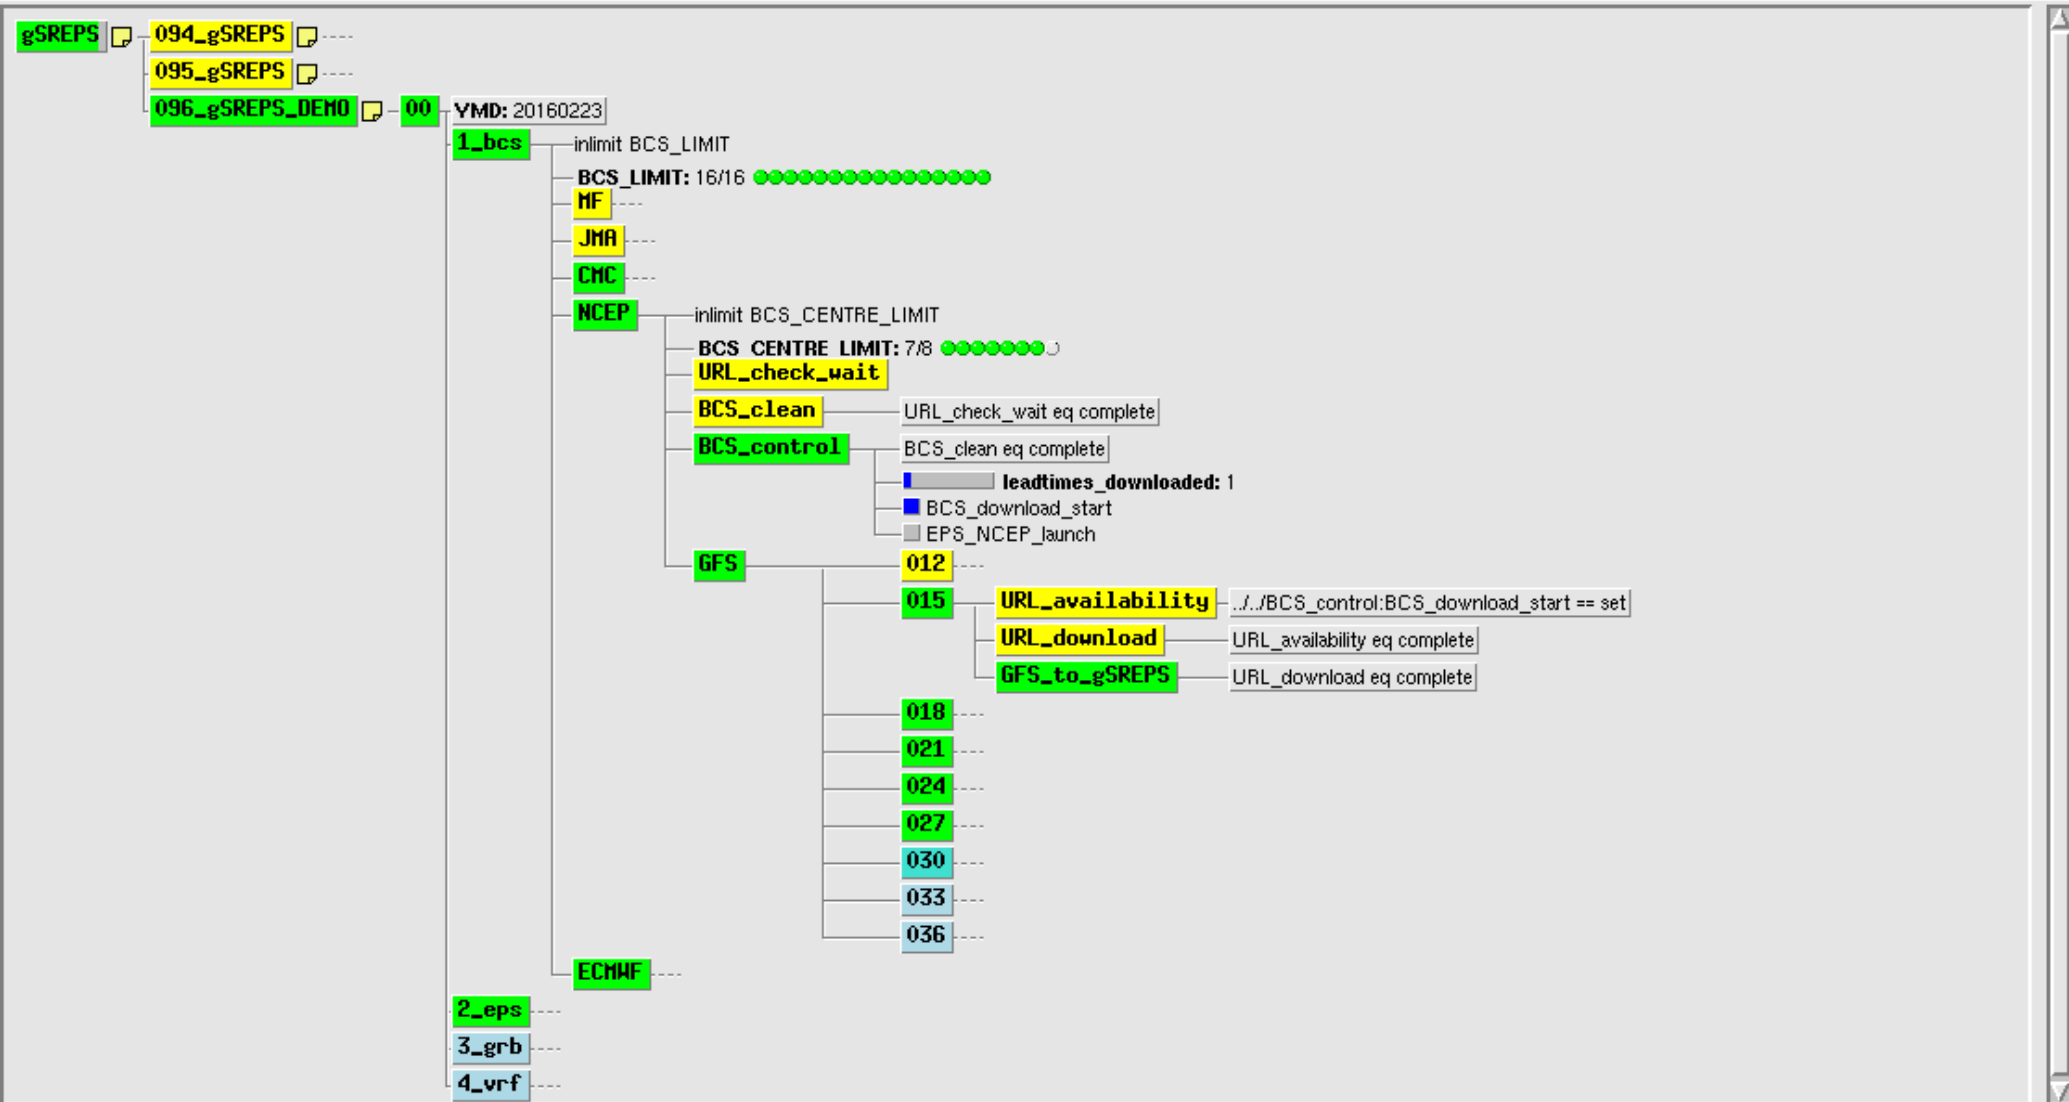 gSREPS 094_gSREPS
095_gSREPS
096_gSREPS_DEMO 00 YMD: 20160223
1_bcs inlimit BCS_LIMIT
BCS_LIMIT: 16/16
MF
JMA
CMC
NCEP inlimit BCS_CENTRE_LIMIT
BCS_CENTRE_LIMIT: 7/8
URL_check_wait
BCS_clean URL_check_wait eq complete
BCS_control BCS_clean eq complete
leadtimes_downloaded: 1
BCS_download_start
EPS_NCEP_launch
GFS 012
015 URL_availability ../../BCS_control:BCS_download_start == set
URL_download URL_availability eq complete
GFS_to_gSREPS URL_download eq complete
018
021
024
027
030
033
036
ECMWF
2_eps
3_grb
4_vrf